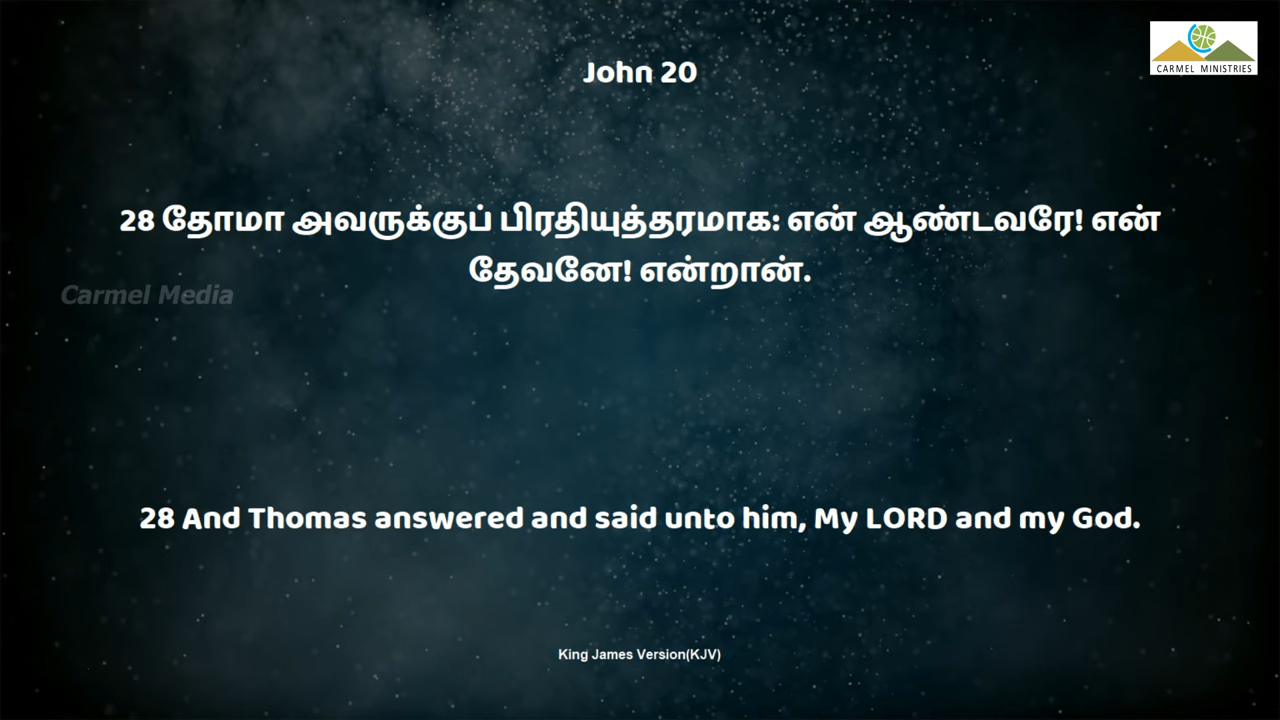 John 20
CARMEL MINISTRIES
28 தோமா அவருக்குப் பிரதியுத்தரமாக: என் ஆண்டவரே! என்
தேவனே! என்றான்.
Carmel Media
28 And Thomas answered and said unto him, My LORD and my God.
King James Version(KJV)